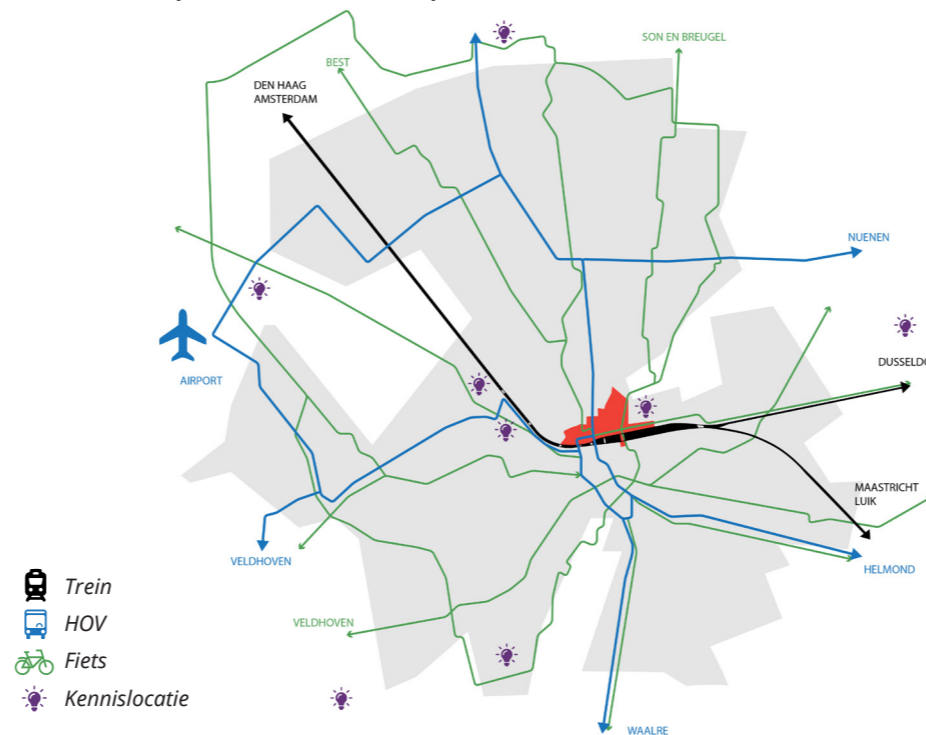 SON EN BREUGEL
BEST
DEN HAAG
AMSTERDAM
NUENEN
DUSSELDO
AIRPORT
MAASTRICHT
LUIK
VELDHOVEN
HELMOND
VELDHOVEN
WAALRE
Trein
HOV
Fiets
Kennislocatie